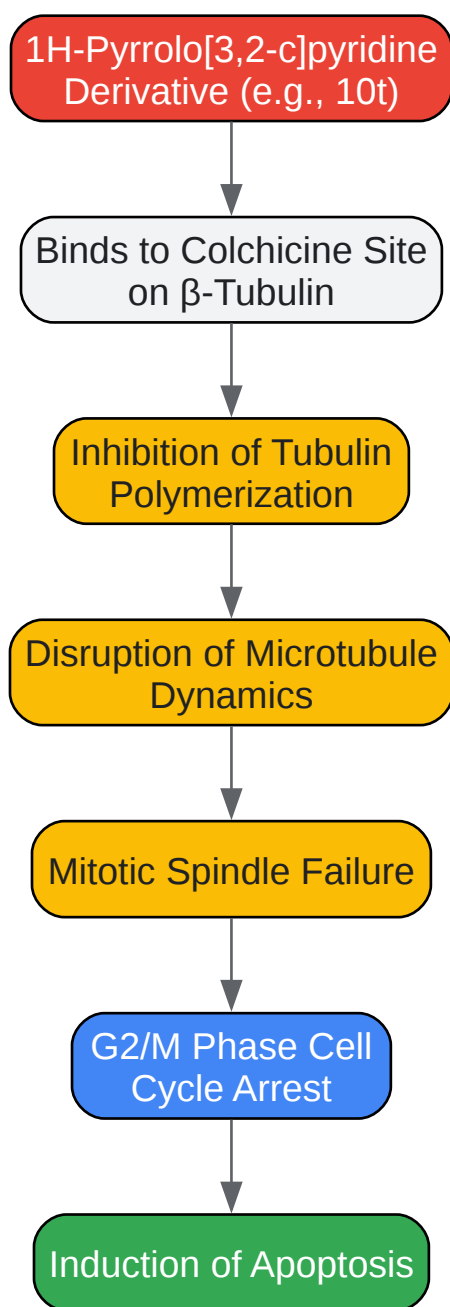 1H-Pyrrolo[3,2-c]pyridine
Derivative (e.g., 10t)
Binds to Colchicine Site
on β-Tubulin
Inhibition of Tubulin
Polymerization
Disruption of Microtubule
Dynamics
Mitotic Spindle Failure
G2/M Phase Cell
Cycle Arrest
Induction of Apoptosis